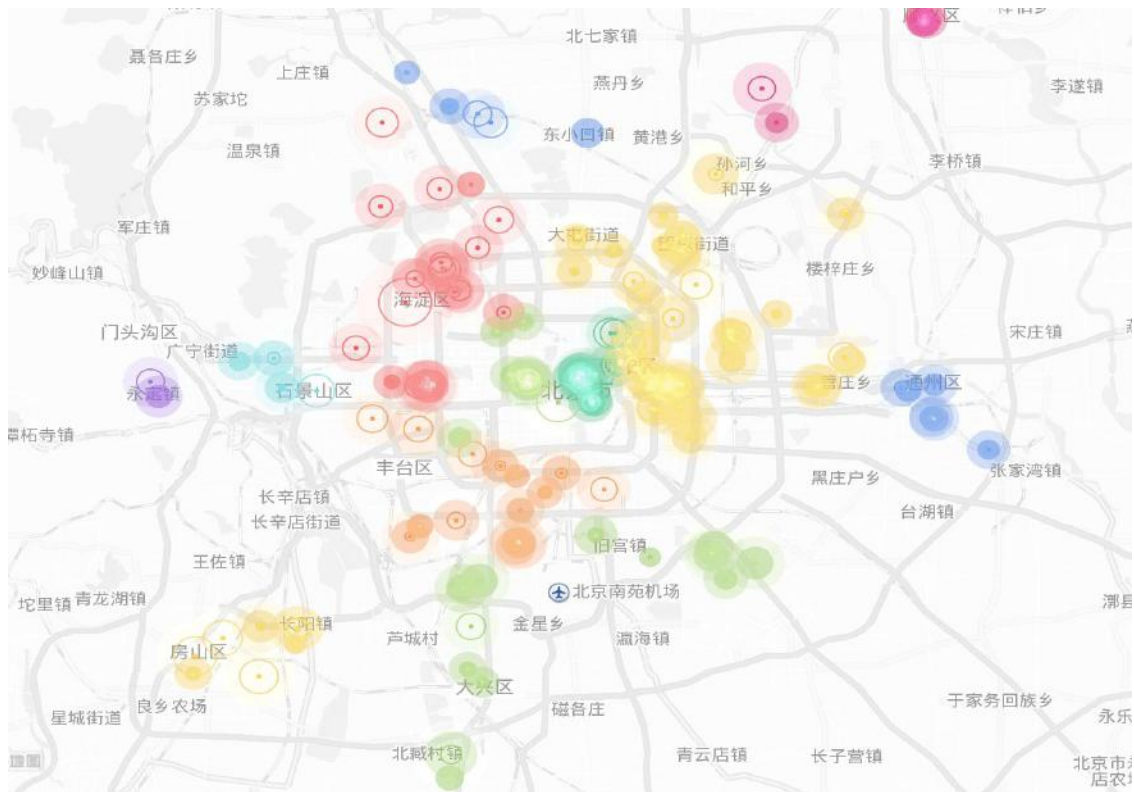 北七家镇
聂各庄乡
上庄镇
燕丹乡
李遂镇
苏家坨
东小口镇
黄港乡
温泉镇
孙河乡
李桥镇
和平乡
军庄镇
大屯街道
街道
妙峰山镇
楼梓庄乡
海淀区
门头沟区
宋庄镇
广宁街道
永定镇
石景山区
北
通州区
潭柘寺镇
丰台区
张家湾镇
黑庄户乡
长辛店镇
台湖镇
长辛店街道
旧宫镇
王佐镇
北京南苑机场
青龙湖镇
坨里镇
长阳镇
芦城村
金星乡
瀛海镇
房山区
大兴区
于家务回族乡
良乡农场
磁各庄
星城街道
永乐
北臧村镇
青云店镇
长子营镇
北京市永
店农场